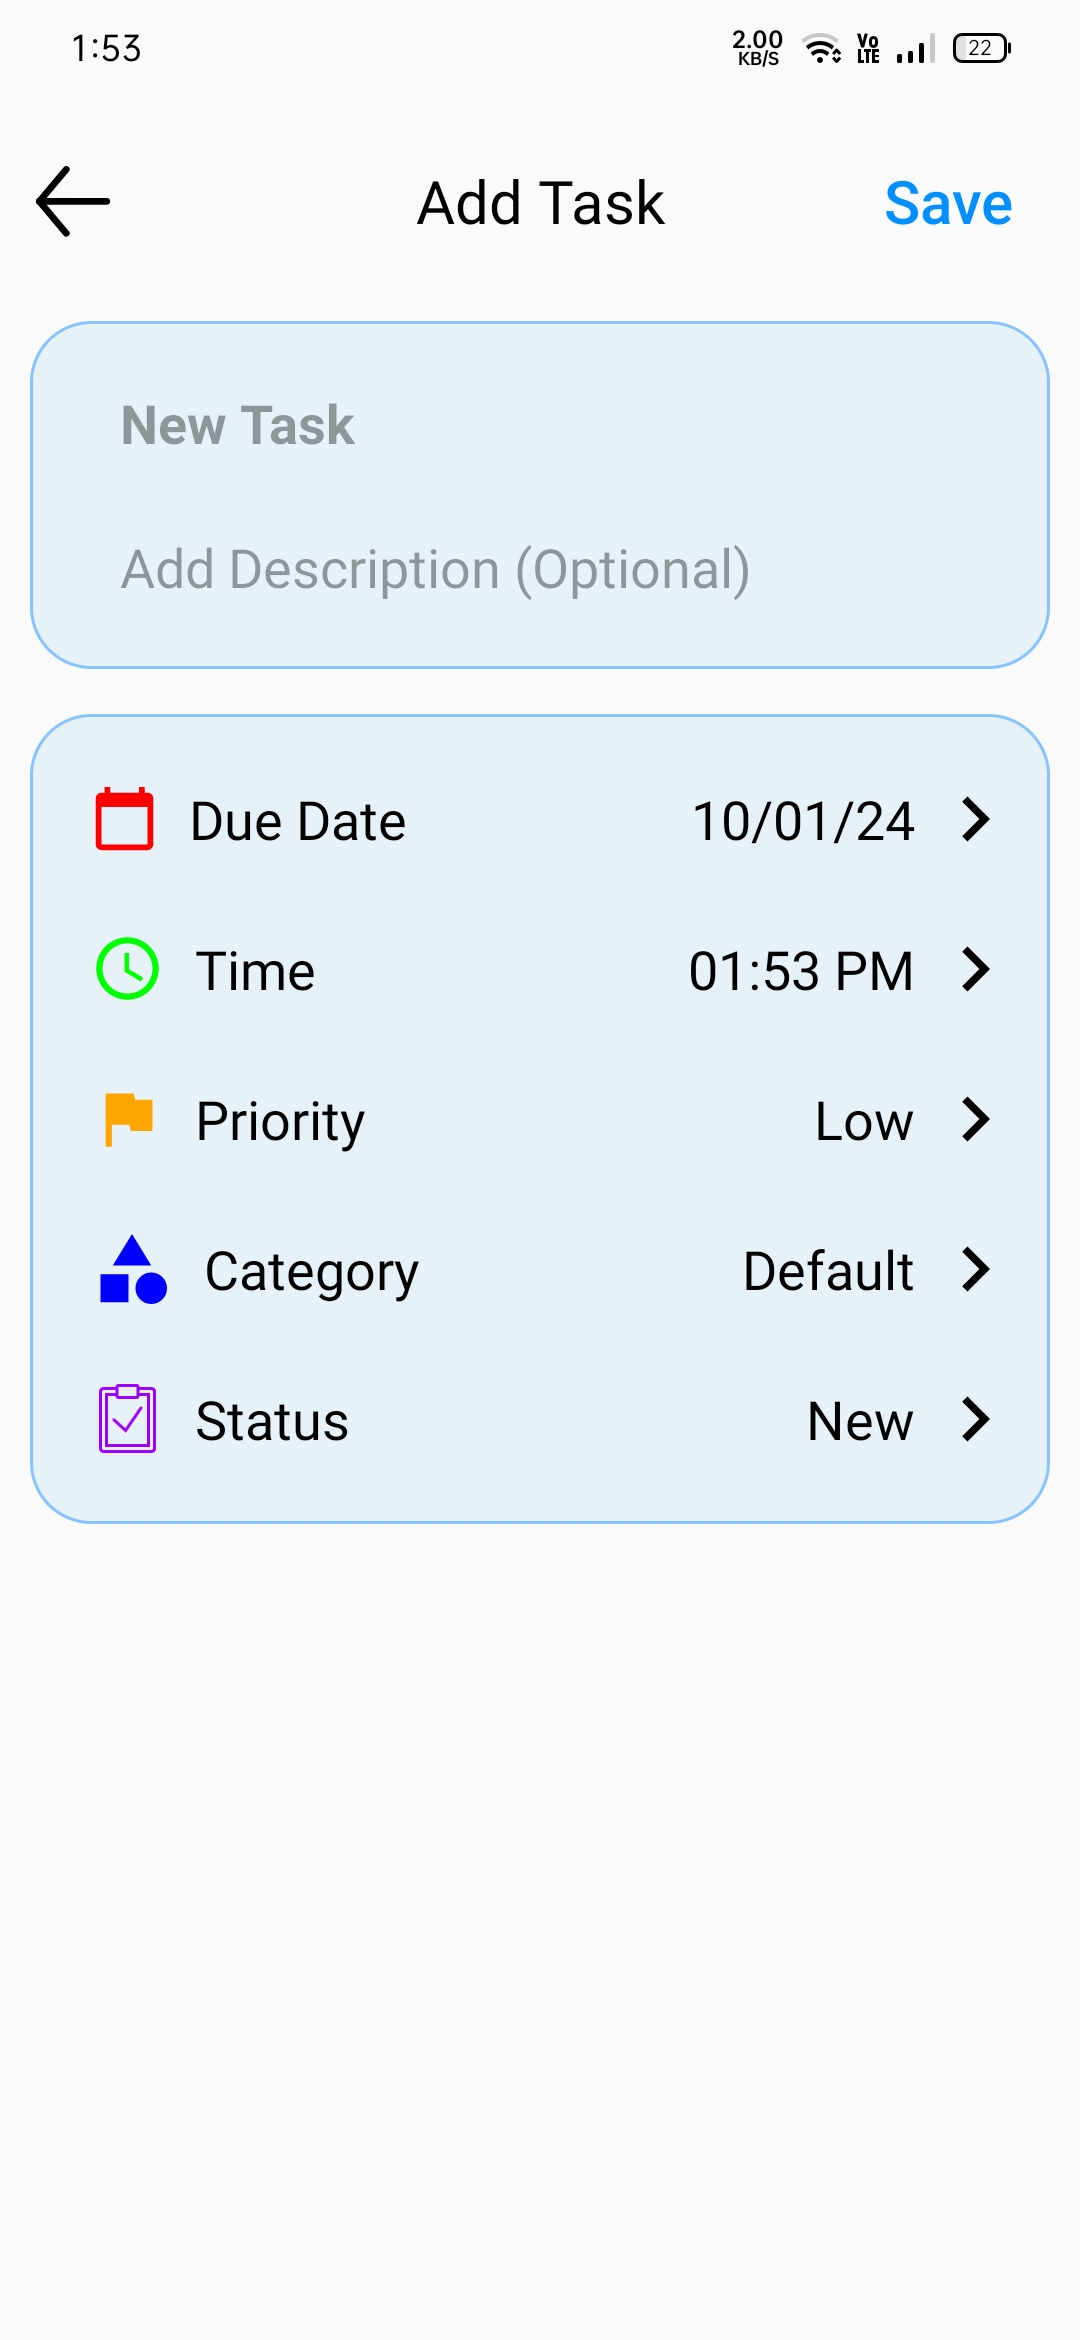 1:53
2.00
KB/S
Vo
LTE
22
Add Task
Save
New Task
Add Description (Optional)
Due Date 10/01/24
Time 01:53 PM
Priority Low
Category Default
Status New